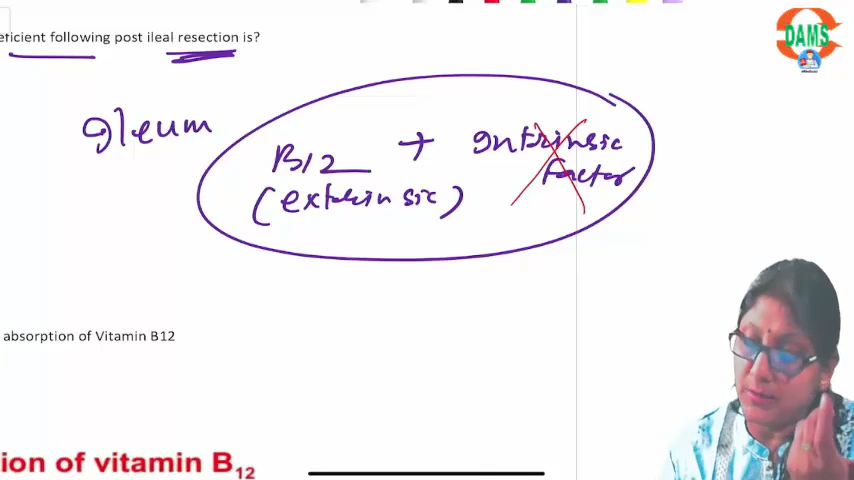 eficient following post ileal resection is?
DAMS
Ileum
B12 + Intrinsic
(extrinsic) factor
absorption of Vitamin B12
ion of vitamin B12